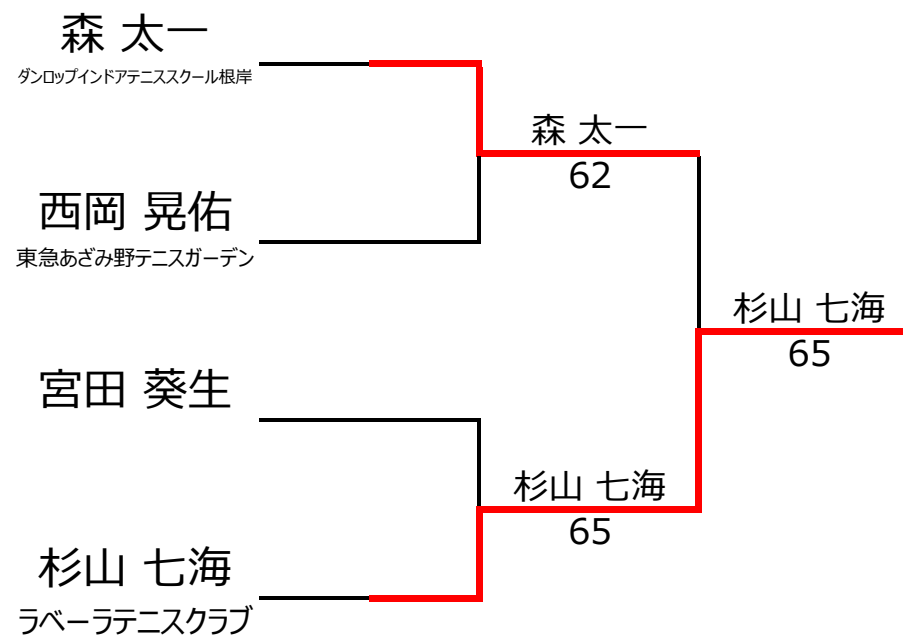 森 太一
ダンロップインドアテニススクール根岸
森 太一
62
西岡 晃佑
東急あざみ野テニスガーデン
杉山 七海
65
宮田 葵生
杉山 七海
65
杉山 七海
ラベーラテニスクラブ